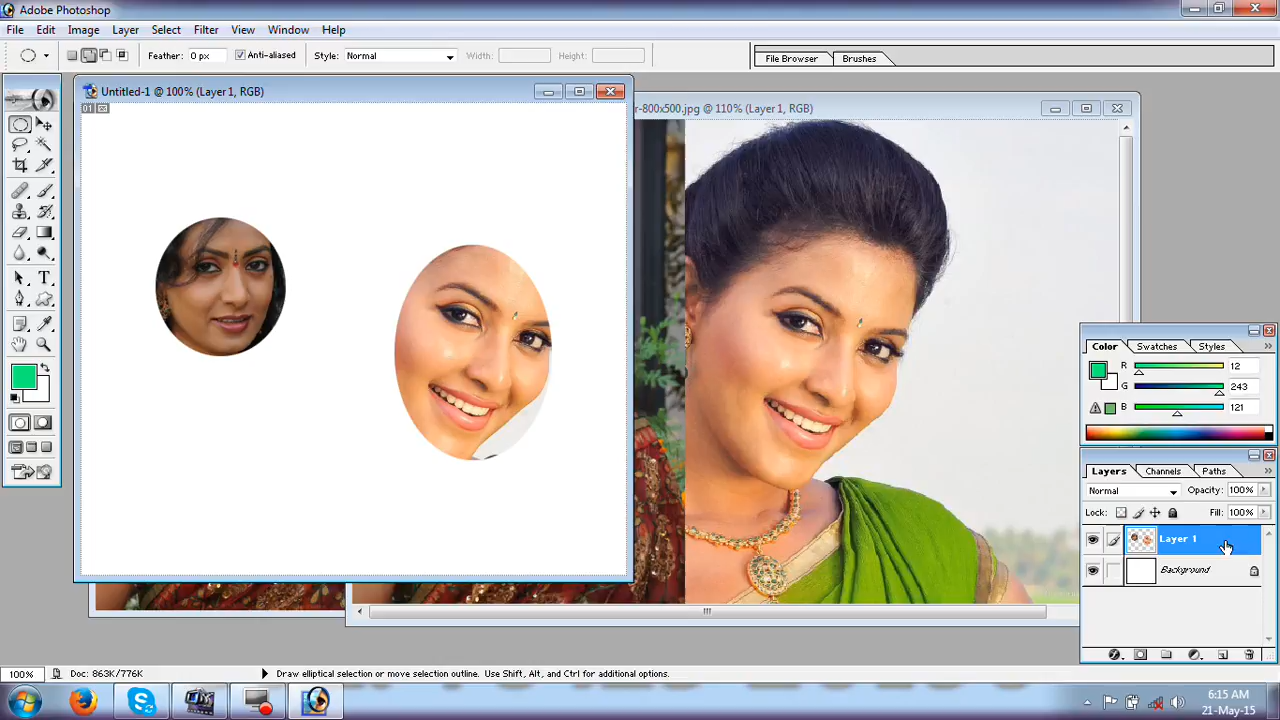 Adobe Photoshop
File Edit Image Layer Select Filter View Window Help
Feather: 0 px Anti-aliased Style: Normal Width: Height: File Browser Brushes
Untitled-1 @ 100% (Layer 1, RGB)
r-800x500.jpg @ 110% (Layer 1, RGB)
01
Color Swatches Styles
R 12
G 243
B 121
Layers Channels Paths
Normal Opacity: 100%
Lock: Fill: 100%
Layer 1
Background
100% Doc: 863K/776K Draw elliptical selection or move selection outline. Use Shift, Alt, and Ctrl for additional options.
6:15 AM
21-May-15